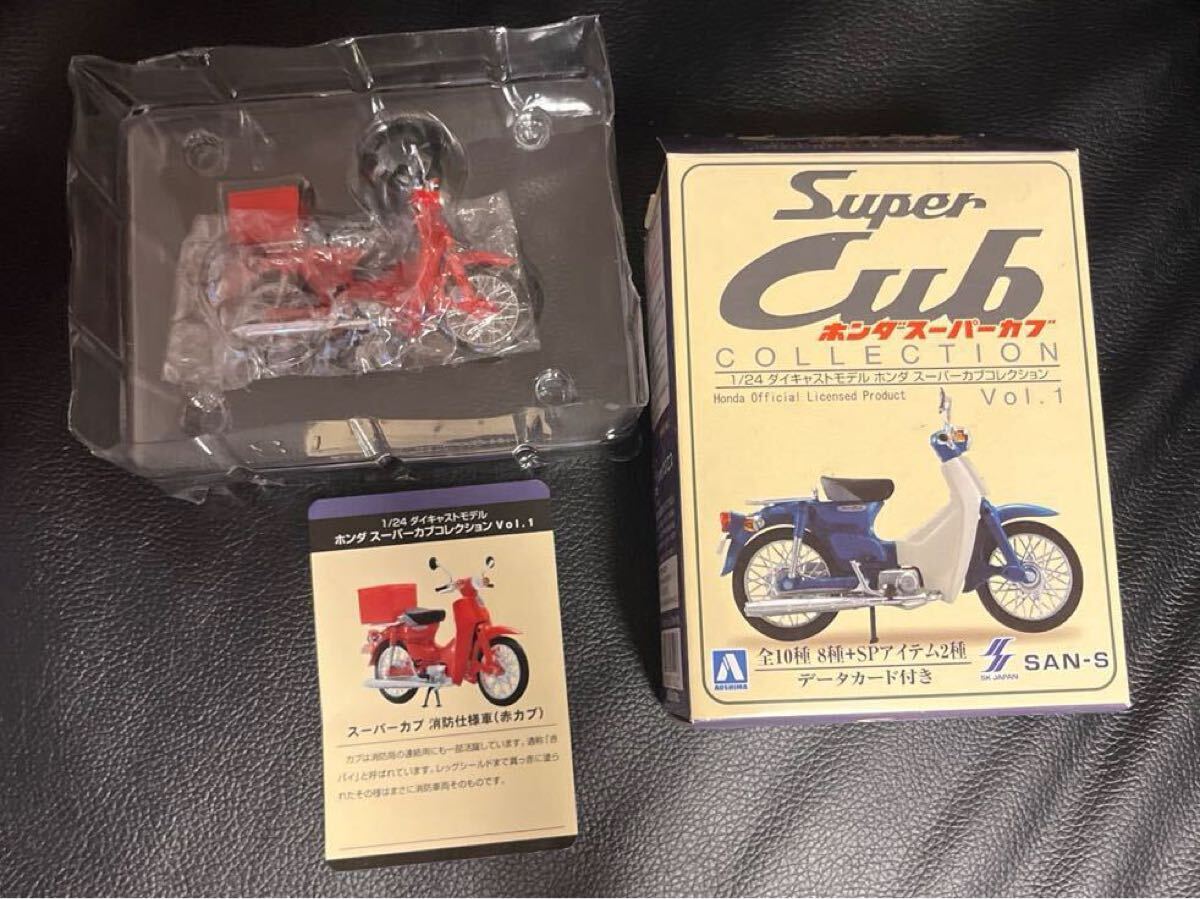 Super
Cub
ホンダスーパーカブ
COLLECTION
1/24 ダイキャストモデル ホンダ スーパーカブコレクション
Honda Official Licensed Product
Vol.1
全10種 8種+SPアイテム2種
データカード付き
AOSHIMA
SK JAPAN
SAN-S
1/24 ダイキャストモデル
ホンダ スーパーカブコレクション Vol.1
スーパーカブ 消防仕様車(赤カブ)
カブは消防局の連絡用にも一部活躍しています。通称「赤
バイ」と呼ばれています。レッグシールドまで真っ赤に塗ら
れたその様はまさに消防車両そのものです。